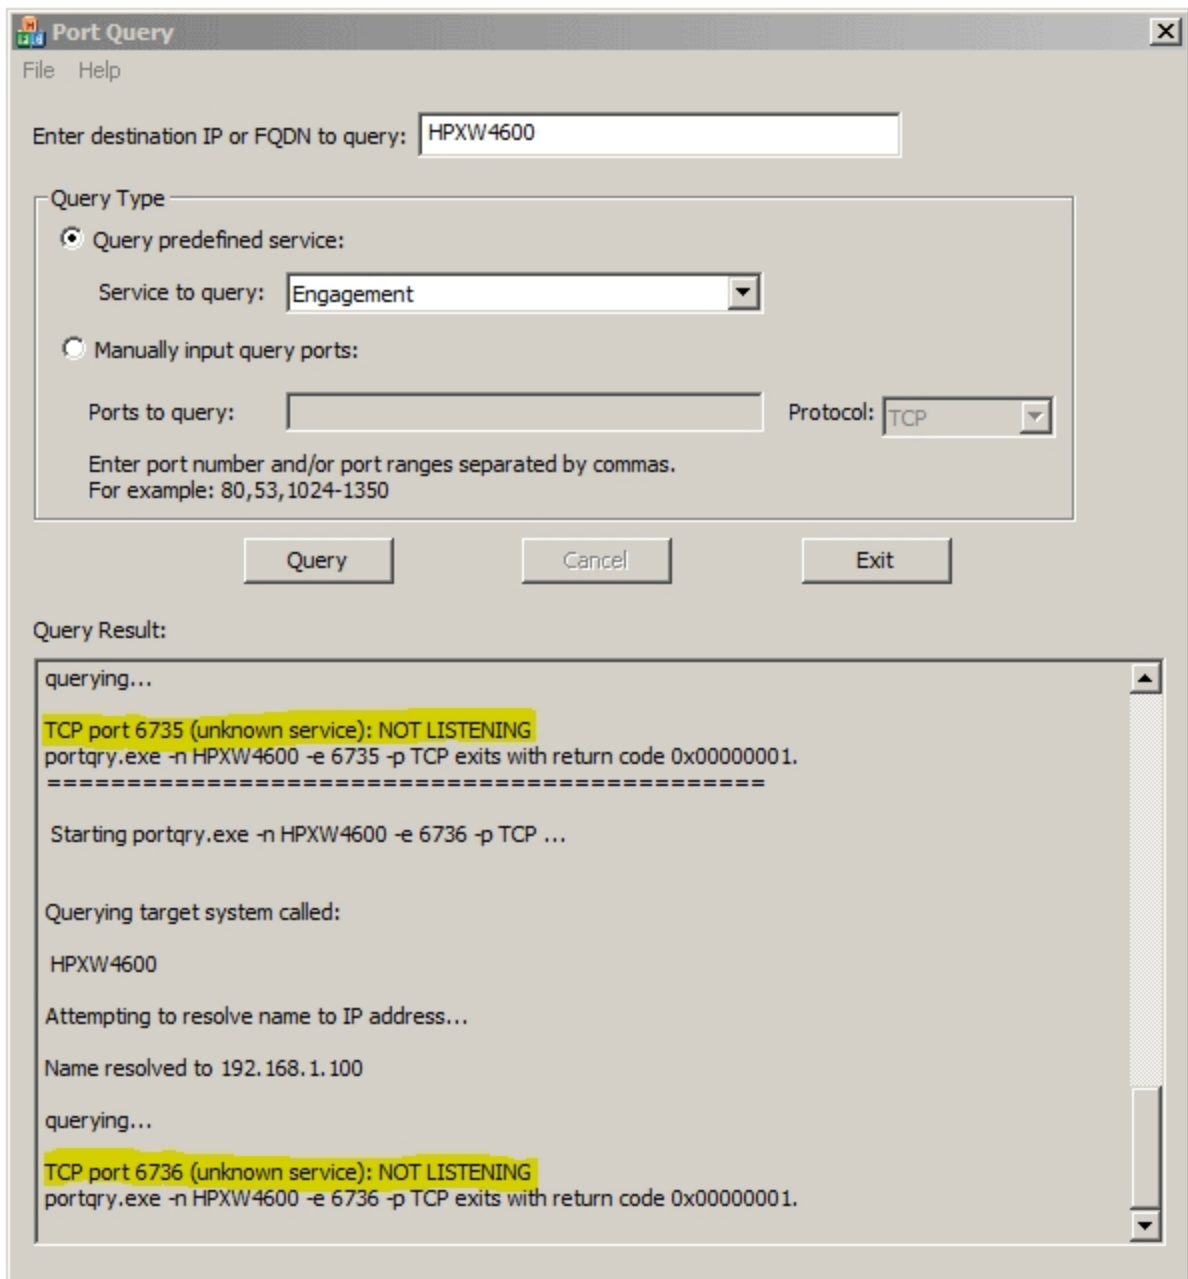 Port Query
File Help
Enter destination IP or FQDN to query: HPXW4600
Query Type
Query predefined service:
Service to query: Engagement
Manually input query ports:
Ports to query: Protocol: TCP
Enter port number and/or port ranges separated by commas.
For example: 80,53,1024-1350
Query Cancel Exit
Query Result:
querying...
TCP port 6735 (unknown service): NOT LISTENING
portqry.exe -n HPXW4600 -e 6735 -p TCP exits with return code 0x00000001.
=============================================
Starting portqry.exe -n HPXW4600 -e 6736 -p TCP ...
Querying target system called:
HPXW4600
Attempting to resolve name to IP address...
Name resolved to 192.168.1.100
querying...
TCP port 6736 (unknown service): NOT LISTENING
portqry.exe -n HPXW4600 -e 6736 -p TCP exits with return code 0x00000001.